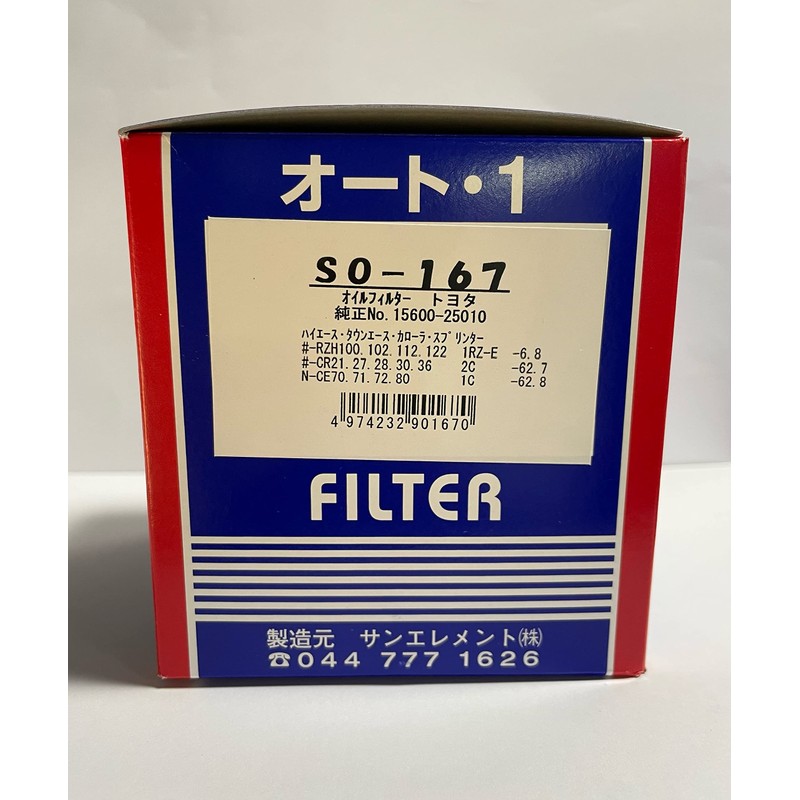 オート・1
SO-167
ｵｲﾙﾌｨﾙﾀｰ トヨタ
純正No.15600-25010
ﾊｲｴｰｽ・ﾀｳﾝｴｰｽ・ｶﾛｰﾗ・ｽﾌﾟﾘﾝﾀｰ
#-RZH100.102.112.122 1RZ-E -6.8
#-CR21.27.28.30.36 2C -62.7
N-CE70.71.72.80 1C -62.8
4 974232 901670
FILTER
製造元 サンエレメント㈱
☎044 777 1626